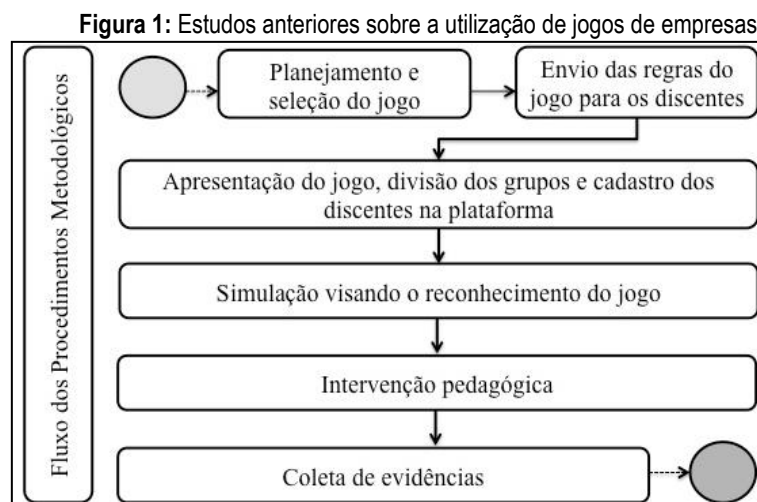 Figura 1: Estudos anteriores sobre a utilização de jogos de empresas
Fluxo dos Procedimentos Metodológicos
Planejamento e
seleção do jogo
Envio das regras do
jogo para os discentes
Apresentação do jogo, divisão dos grupos e cadastro dos
discentes na plataforma
Simulação visando o reconhecimento do jogo
Intervenção pedagógica
Coleta de evidências